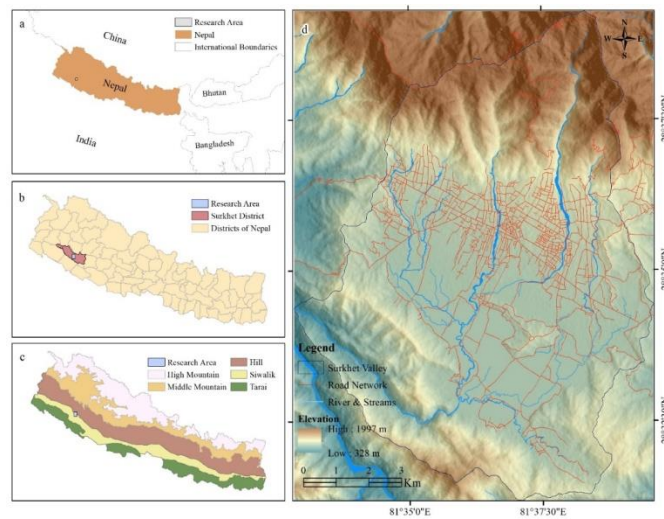 a
Research Area
Nepal
International Boundaries
China
Nepal
India
Bhutan
Bangladesh
b
Research Area
Surkhet District
Districts of Nepal
c
Research Area
High Mountain
Middle Mountain
Hill
Siwalik
Tarai
d
N
W E
S
Legend
Surkhet Valley
Road Network
River & Streams
Elevation
High : 1997 m
Low : 328 m
0 1 2 3
Km
81°35'0"E
81°37'30"E